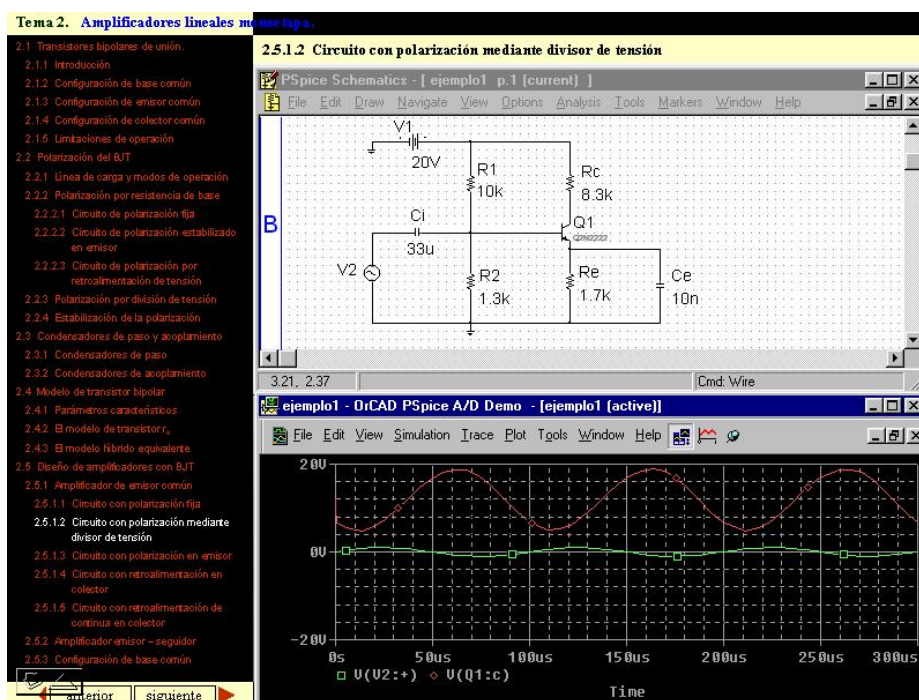 Tema 2. Amplificadores lineales monoetapa.
2.1 Transistores bipolares de unión.
2.1.1 Introducción
2.1.2 Configuración de base común
2.1.3 Configuración de emisor común
2.1.4 Configuración de colector común
2.1.5 Limitaciones de operación
2.2 Polarización del BJT
2.2.1 Línea de carga y modos de operación
2.2.2 Polarización por resistencia de base
2.2.2.1 Circuito de polarización fija
2.2.2.2 Circuito de polarización estabilizado
en emisor
2.2.2.3 Circuito de polarización por
retroalimentación de tensión
2.2.3 Polarización por división de tensión
2.2.4 Estabilización de la polarización
2.3 Condensadores de paso y acoplamiento
2.3.1 Condensadores de paso
2.3.2 Condensadores de acoplamiento
2.4 Modelo de transistor bipolar
2.4.1 Parámetros característicos
2.4.2 El modelo de transistor re
2.4.3 El modelo híbrido equivalente
2.5 Diseño de amplificadores con BJT
2.5.1 Amplificador de emisor común
2.5.1.1 Circuito con polarización fija
2.5.1.2 Circuito con polarización mediante
divisor de tensión
2.5.1.3 Circuito con polarización en emisor
2.5.1.4 Circuito con retroalimentación en
colector
2.5.1.5 Circuito con retroalimentación de
continua en colector
2.5.2 Amplificador emisor – seguidor
2.5.3 Configuración de base común
anterior siguiente
2.5.1.2 Circuito con polarización mediante divisor de tensión
PSpice Schematics - [ ejemplo1 p.1 (current) ]
File Edit Draw Navigate View Options Analysis Tools Markers Window Help
B
V1
20V
R1
10k
Rc
8.3k
Ci
33u
Q1
Q2N2222
V2
R2
1.3k
Re
1.7k
Ce
10n
3.21, 2.37 Cmd: Wire
ejemplo1 - OrCAD PSpice A/D Demo - [ejemplo1 (active)]
File Edit View Simulation Trace Plot Tools Window Help
20V
0V
-20V
0s 50us 100us 150us 200us 250us 300us
V(V2:+) V(Q1:c)
Time